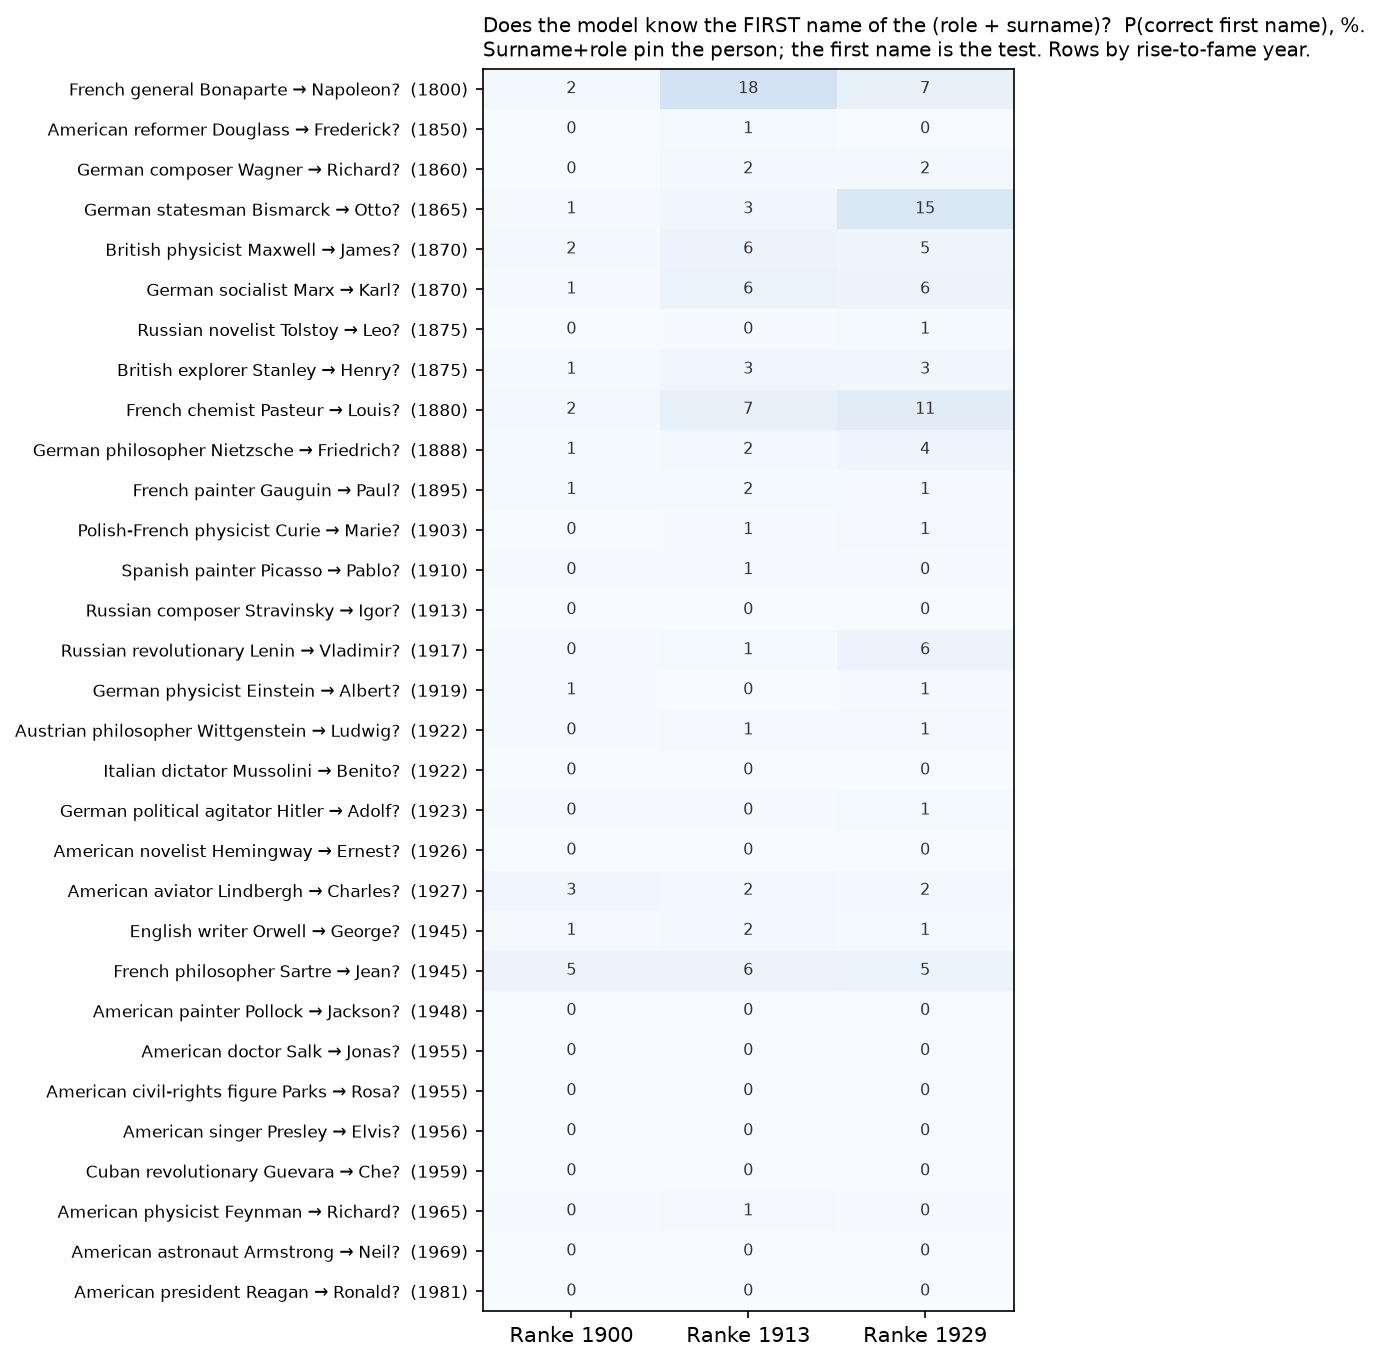 Does the model know the FIRST name of the (role + surname)?  P(correct first name), %.
Surname+role pin the person; the first name is the test. Rows by rise-to-fame year.
French general Bonaparte → Napoleon?  (1800) 2 18 7
American reformer Douglass → Frederick?  (1850) 0 1 0
German composer Wagner → Richard?  (1860) 0 2 2
German statesman Bismarck → Otto?  (1865) 1 3 15
British physicist Maxwell → James?  (1870) 2 6 5
German socialist Marx → Karl?  (1870) 1 6 6
Russian novelist Tolstoy → Leo?  (1875) 0 0 1
British explorer Stanley → Henry?  (1875) 1 3 3
French chemist Pasteur → Louis?  (1880) 2 7 11
German philosopher Nietzsche → Friedrich?  (1888) 1 2 4
French painter Gauguin → Paul?  (1895) 1 2 1
Polish-French physicist Curie → Marie?  (1903) 0 1 1
Spanish painter Picasso → Pablo?  (1910) 0 1 0
Russian composer Stravinsky → Igor?  (1913) 0 0 0
Russian revolutionary Lenin → Vladimir?  (1917) 0 1 6
German physicist Einstein → Albert?  (1919) 1 0 1
Austrian philosopher Wittgenstein → Ludwig?  (1922) 0 1 1
Italian dictator Mussolini → Benito?  (1922) 0 0 0
German political agitator Hitler → Adolf?  (1923) 0 0 1
American novelist Hemingway → Ernest?  (1926) 0 0 0
American aviator Lindbergh → Charles?  (1927) 3 2 2
English writer Orwell → George?  (1945) 1 2 1
French philosopher Sartre → Jean?  (1945) 5 6 5
American painter Pollock → Jackson?  (1948) 0 0 0
American doctor Salk → Jonas?  (1955) 0 0 0
American civil-rights figure Parks → Rosa?  (1955) 0 0 0
American singer Presley → Elvis?  (1956) 0 0 0
Cuban revolutionary Guevara → Che?  (1959) 0 0 0
American physicist Feynman → Richard?  (1965) 0 1 0
American astronaut Armstrong → Neil?  (1969) 0 0 0
American president Reagan → Ronald?  (1981) 0 0 0
Ranke 1900 Ranke 1913 Ranke 1929